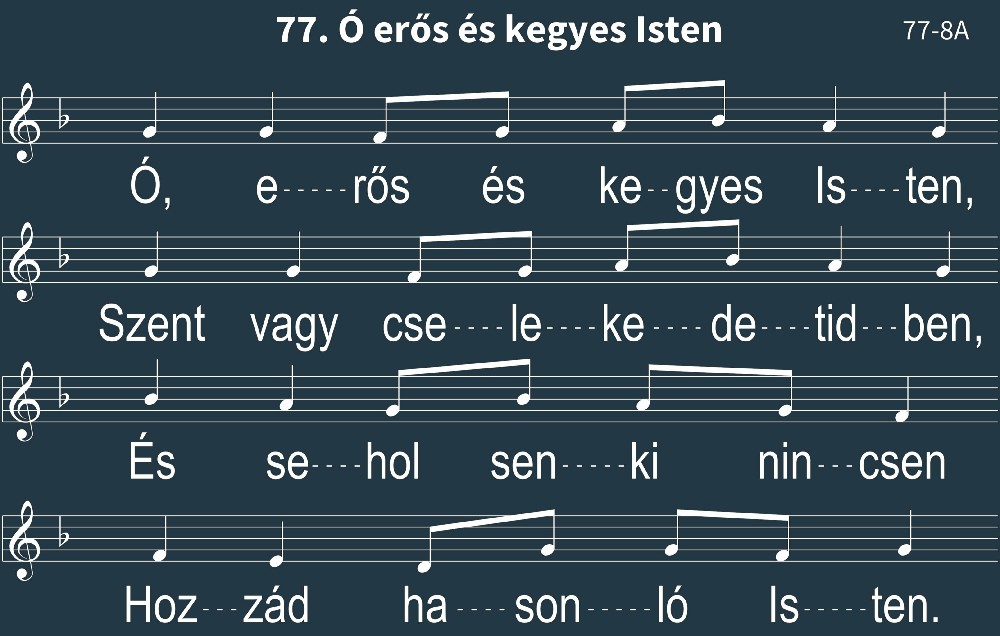 77. Ó erős és kegyes Isten
77-8A
Ó, e-----rős és ke--gyes Is----ten,
Szent vagy cse----le----ke----de----tid---ben,
És se----hol sen-----ki nin---csen
Hoz---zád ha----son-----ló Is-----ten.